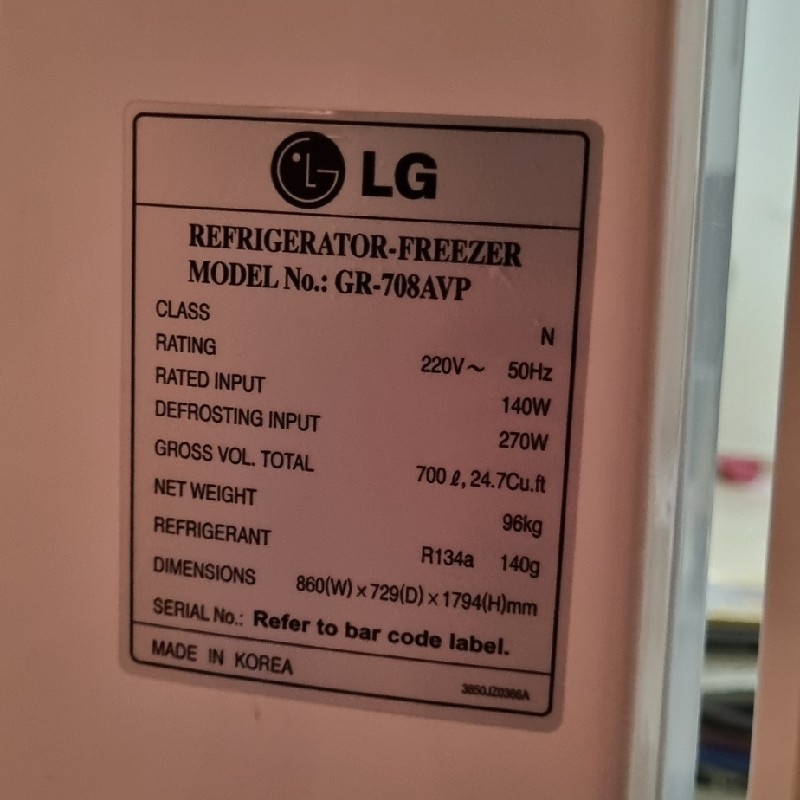 LG
REFRIGERATOR-FREEZER
MODEL No.: GR-708AVP
CLASS N
RATING 220V~ 50Hz
RATED INPUT 140W
DEFROSTING INPUT 270W
GROSS VOL. TOTAL 700 ℓ, 24.7Cu.ft
NET WEIGHT 96kg
REFRIGERANT R134a 140g
DIMENSIONS 860(W) x 729(D) x 1794(H)mm
SERIAL No.: Refer to bar code label.
MADE IN KOREA 3850JZ0366A